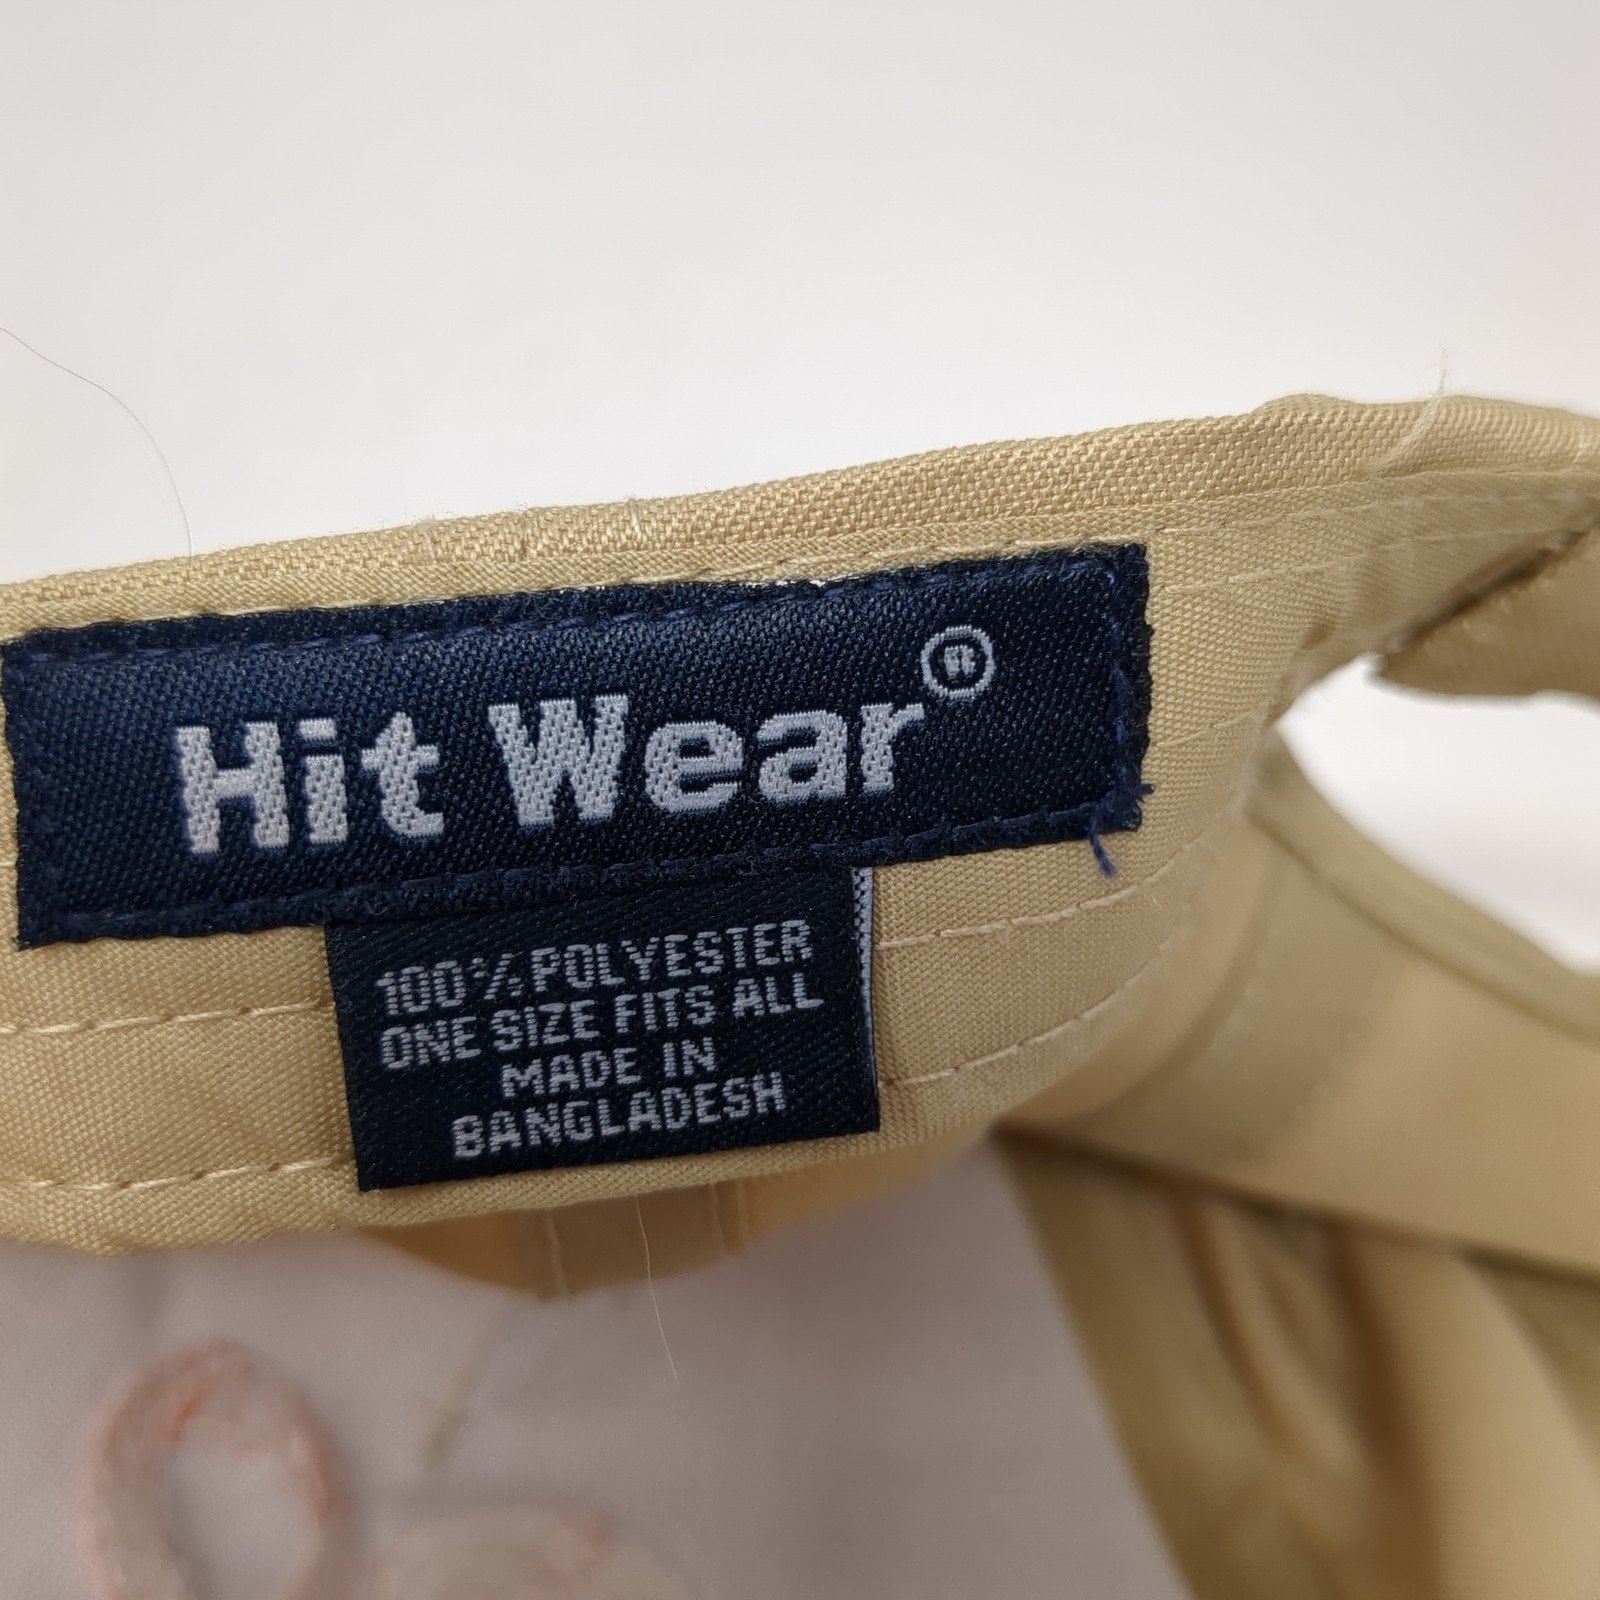 Hit Wear®
100% POLYESTER
ONE SIZE FITS ALL
MADE IN
BANGLADESH